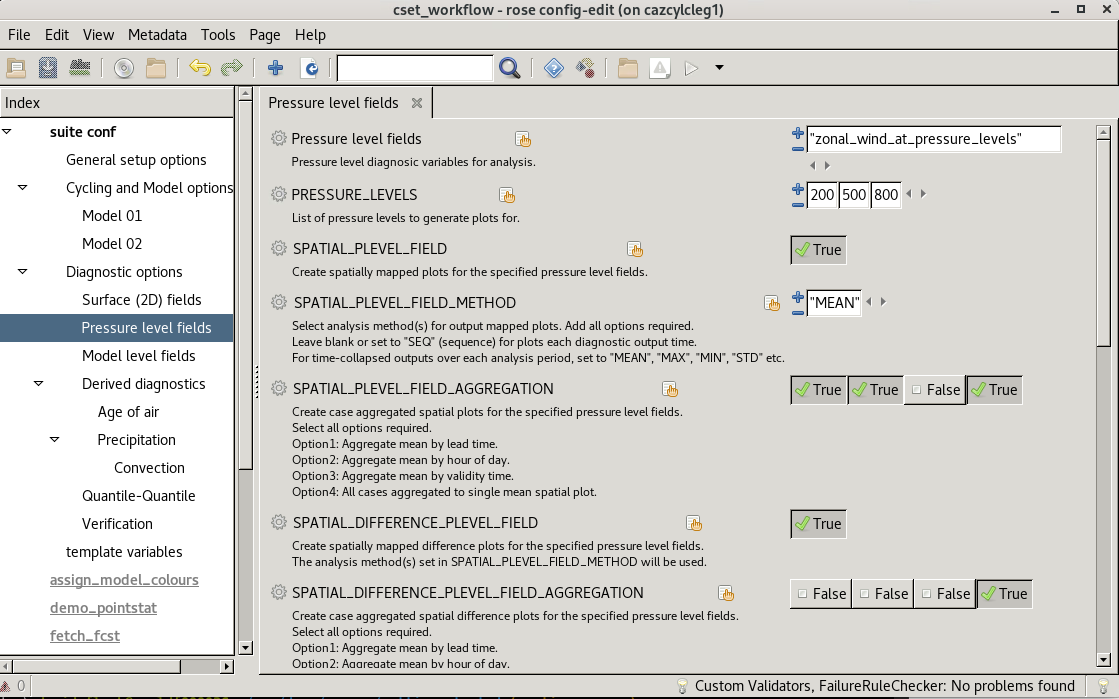 cset_workflow - rose config-edit (on cazcylcleg1)
File Edit View Metadata Tools Page Help
Index
suite conf
General setup options
Cycling and Model options
Model 01
Model 02
Diagnostic options
Surface (2D) fields
Pressure level fields
Model level fields
Derived diagnostics
Age of air
Precipitation
Convection
Quantile-Quantile
Verification
template variables
assign_model_colours
demo_pointstat
fetch_fcst
0
Pressure level fields
Pressure level fields
"zonal_wind_at_pressure_levels"
Pressure level diagnosic variables for analysis.
PRESSURE_LEVELS
200 500 800
List of pressure levels to generate plots for.
SPATIAL_PLEVEL_FIELD
True
Create spatially mapped plots for the specified pressure level fields.
SPATIAL_PLEVEL_FIELD_METHOD
"MEAN"
Select analysis method(s) for output mapped plots. Add all options required.
Leave blank or set to "SEQ" (sequence) for plots each diagnostic output time.
For time-collapsed outputs over each analysis period, set to "MEAN", "MAX", "MIN", "STD" etc.
SPATIAL_PLEVEL_FIELD_AGGREGATION
True True False True
Create case aggregated spatial plots for the specified pressure level fields.
Select all options required.
Option1: Aggregate mean by lead time.
Option2: Aggregate mean by hour of day.
Option3: Aggregate mean by validity time.
Option4: All cases aggregated to single mean spatial plot.
SPATIAL_DIFFERENCE_PLEVEL_FIELD
True
Create spatially mapped difference plots for the specified pressure level fields.
The analysis method(s) set in SPATIAL_PLEVEL_FIELD_METHOD will be used.
SPATIAL_DIFFERENCE_PLEVEL_FIELD_AGGREGATION
False False False True
Create case aggregated spatial difference plots for the specified pressure level fields.
Select all options required.
Option1: Aggregate mean by lead time.
Option2: Aggregate mean by hour of day.
Custom Validators, FailureRuleChecker: No problems found